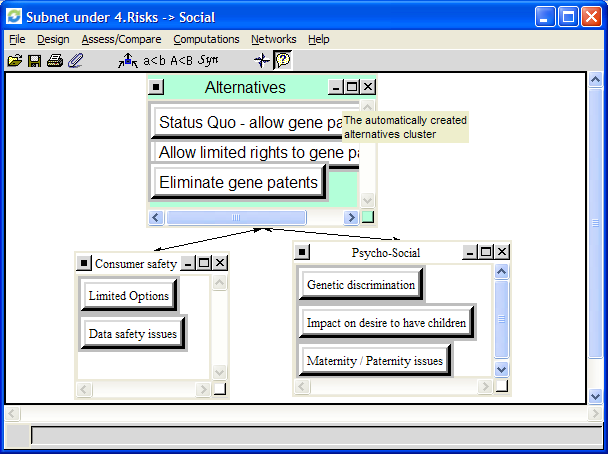 Subnet under 4.Risks -> Social
File Design Assess/Compare Computations Networks Help
a<b A<B Syn
Alternatives
Status Quo - allow gene pa
The automatically created
alternatives cluster
Allow limited rights to gene pa
Eliminate gene patents
Consumer safety
Limited Options
Data safety issues
Psycho-Social
Genetic discrimination
Impact on desire to have children
Maternity / Paternity issues